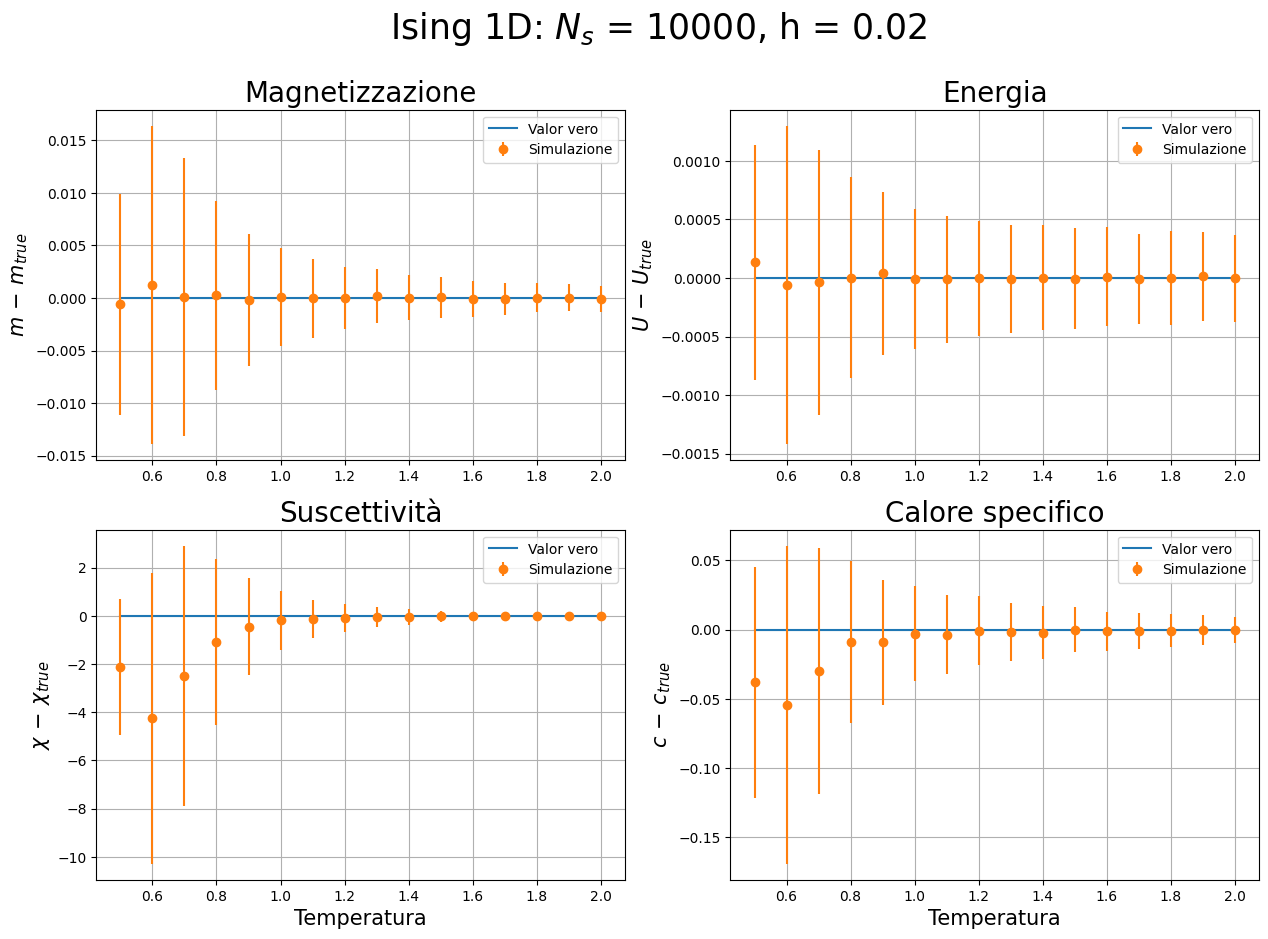 Ising 1D: Nₛ = 10000, h = 0.02
Magnetizzazione
Valor vero
Simulazione
m − m_true
0.015
0.010
0.005
0.000
−0.005
−0.010
−0.015
0.6 0.8 1.0 1.2 1.4 1.6 1.8 2.0
Energia
Valor vero
Simulazione
U − U_true
0.0010
0.0005
0.0000
−0.0005
−0.0010
−0.0015
0.6 0.8 1.0 1.2 1.4 1.6 1.8 2.0
Suscettività
Valor vero
Simulazione
χ − χ_true
2
0
−2
−4
−6
−8
−10
0.6 0.8 1.0 1.2 1.4 1.6 1.8 2.0
Temperatura
Calore specifico
Valor vero
Simulazione
c − c_true
0.05
0.00
−0.05
−0.10
−0.15
0.6 0.8 1.0 1.2 1.4 1.6 1.8 2.0
Temperatura